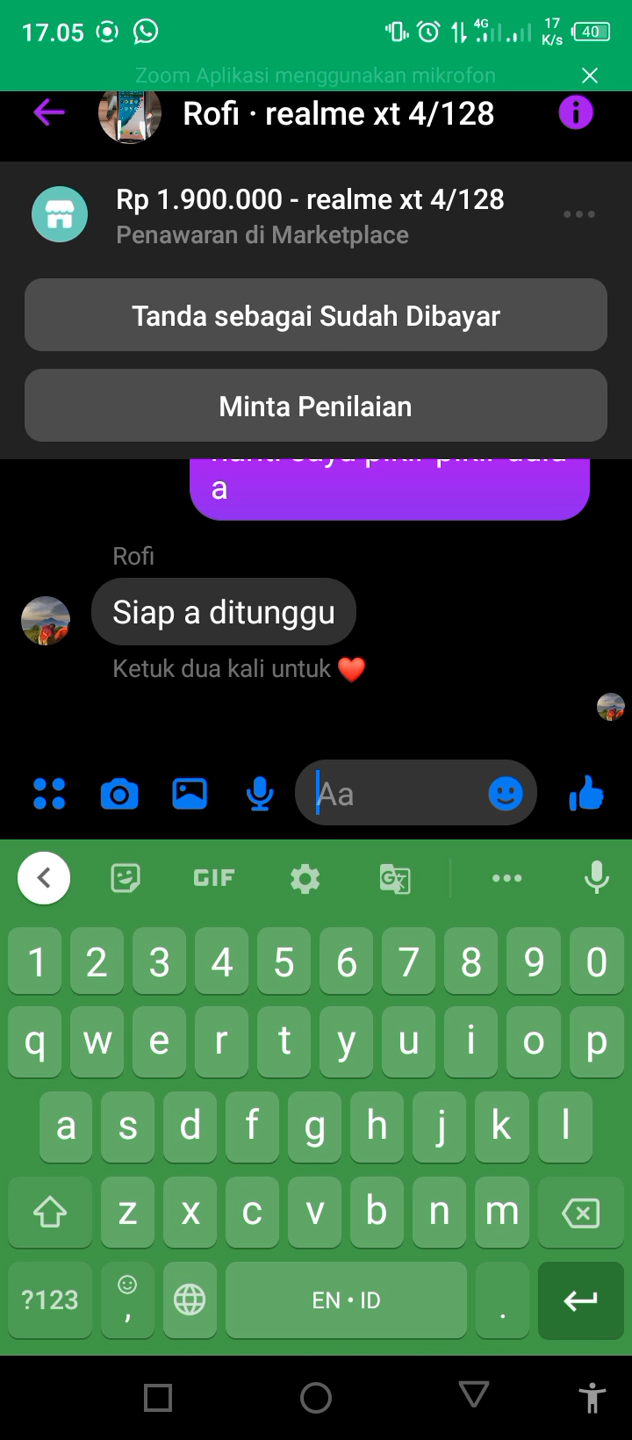 17.05 4G 17 K/s 40
Zoom Aplikasi menggunakan mikrofon
Rofi · realme xt 4/128
Rp 1.900.000 - realme xt 4/128
Penawaran di Marketplace
Tanda sebagai Sudah Dibayar
Minta Penilaian
a
Rofi
Siap a ditunggu
Ketuk dua kali untuk ❤️
Aa
GIF
1 2 3 4 5 6 7 8 9 0
q w e r t y u i o p
a s d f g h j k l
z x c v b n m
?123 , EN • ID .